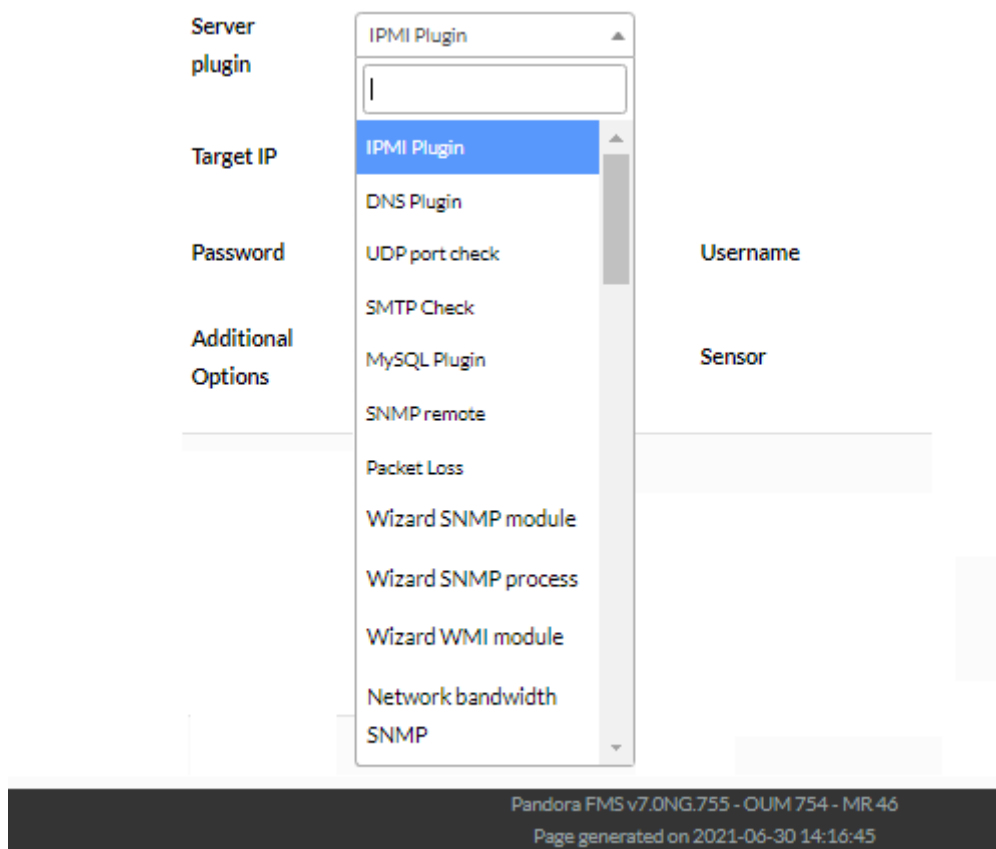 Server
plugin
IPMI Plugin
IPMI Plugin
Target IP
DNS Plugin
Password
UDP port check
Username
SMTP Check
Additional
Options
MySQL Plugin
Sensor
SNMP remote
Packet Loss
Wizard SNMP module
Wizard SNMP process
Wizard WMI module
Network bandwidth
SNMP
Pandora FMS v7.0NG.755 - OUM 754 - MR 46
Page generated on 2021-06-30 14:16:45